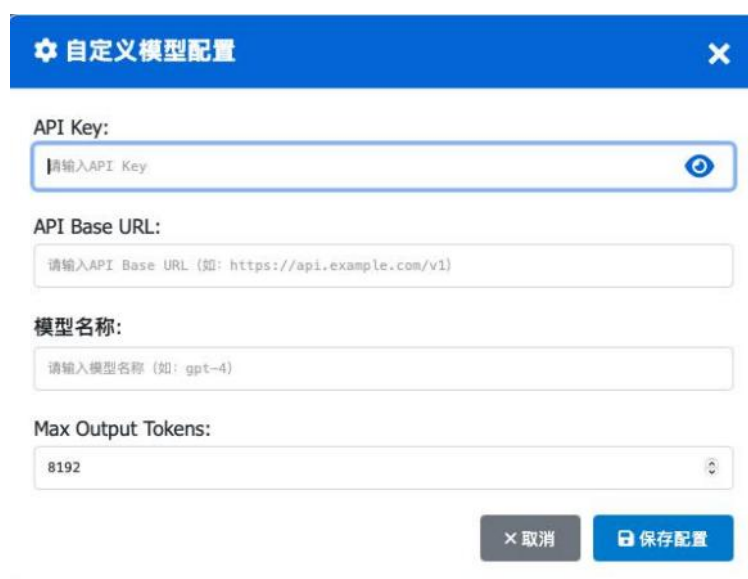 自定义模型配置
API Key:
请输入API Key
API Base URL:
请输入API Base URL（如：https://api.example.com/v1）
模型名称:
请输入模型名称（如：gpt-4）
Max Output Tokens:
8192
取消 保存配置